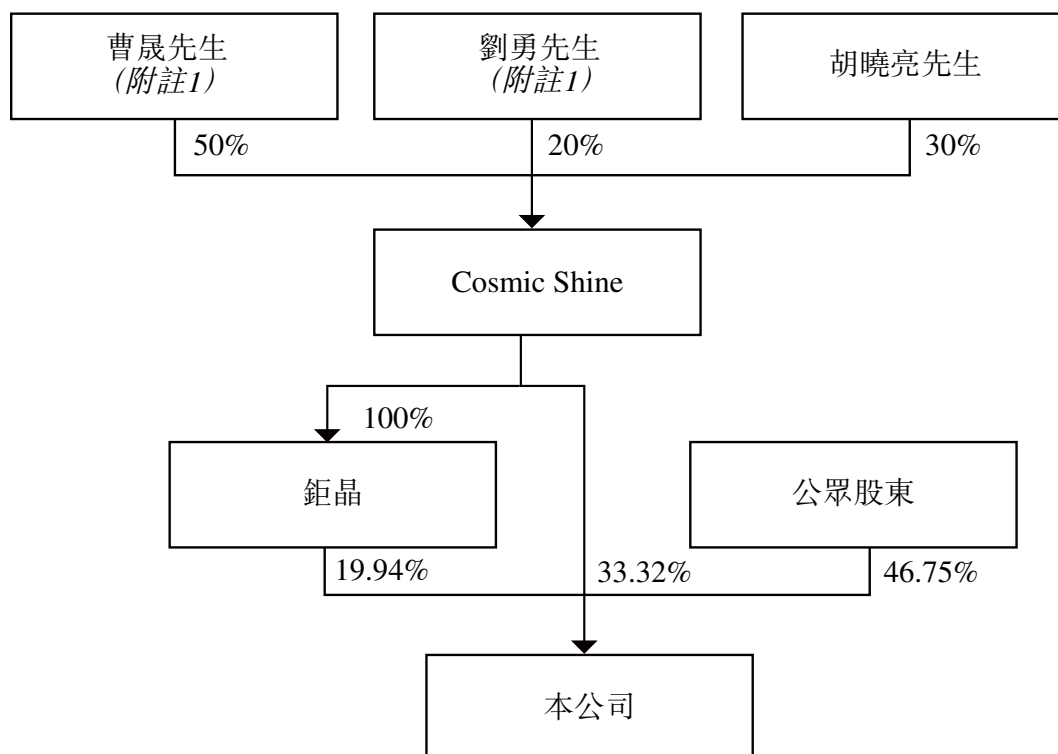 曹晟先生
(附註1)
劉勇先生
(附註1)
胡曉亮先生
50%
20%
30%
Cosmic Shine
100%
鉅晶
公眾股東
19.94%
33.32%
46.75%
本公司